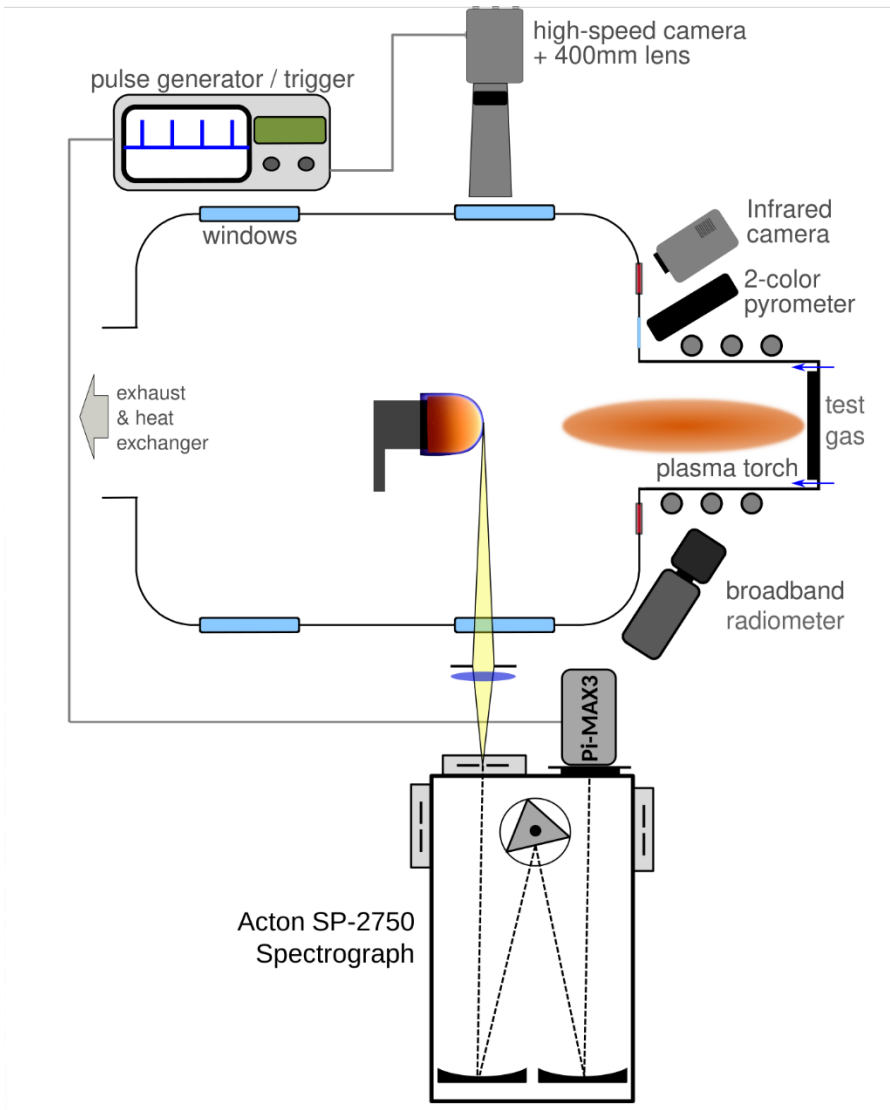 high-speed camera
+ 400mm lens
pulse generator / trigger
windows
Infrared
camera
2-color
pyrometer
exhaust
& heat
exchanger
test
gas
plasma torch
broadband
radiometer
Pi-MAX3
Acton SP-2750
Spectrograph